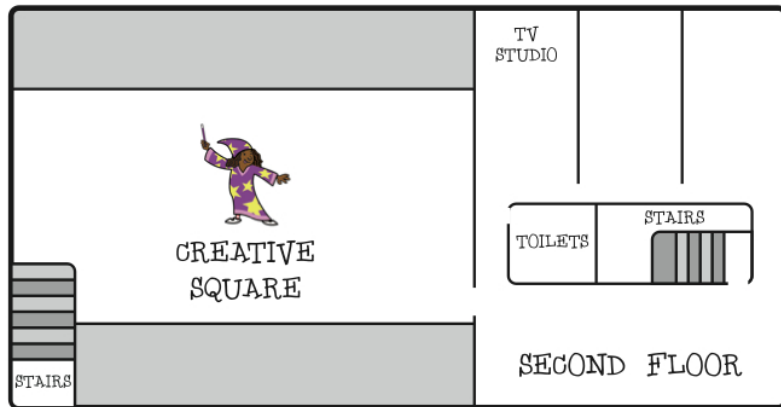 TV
STUDIO
STAIRS
TOILETS
CREATIVE
SQUARE
SECOND FLOOR
STAIRS